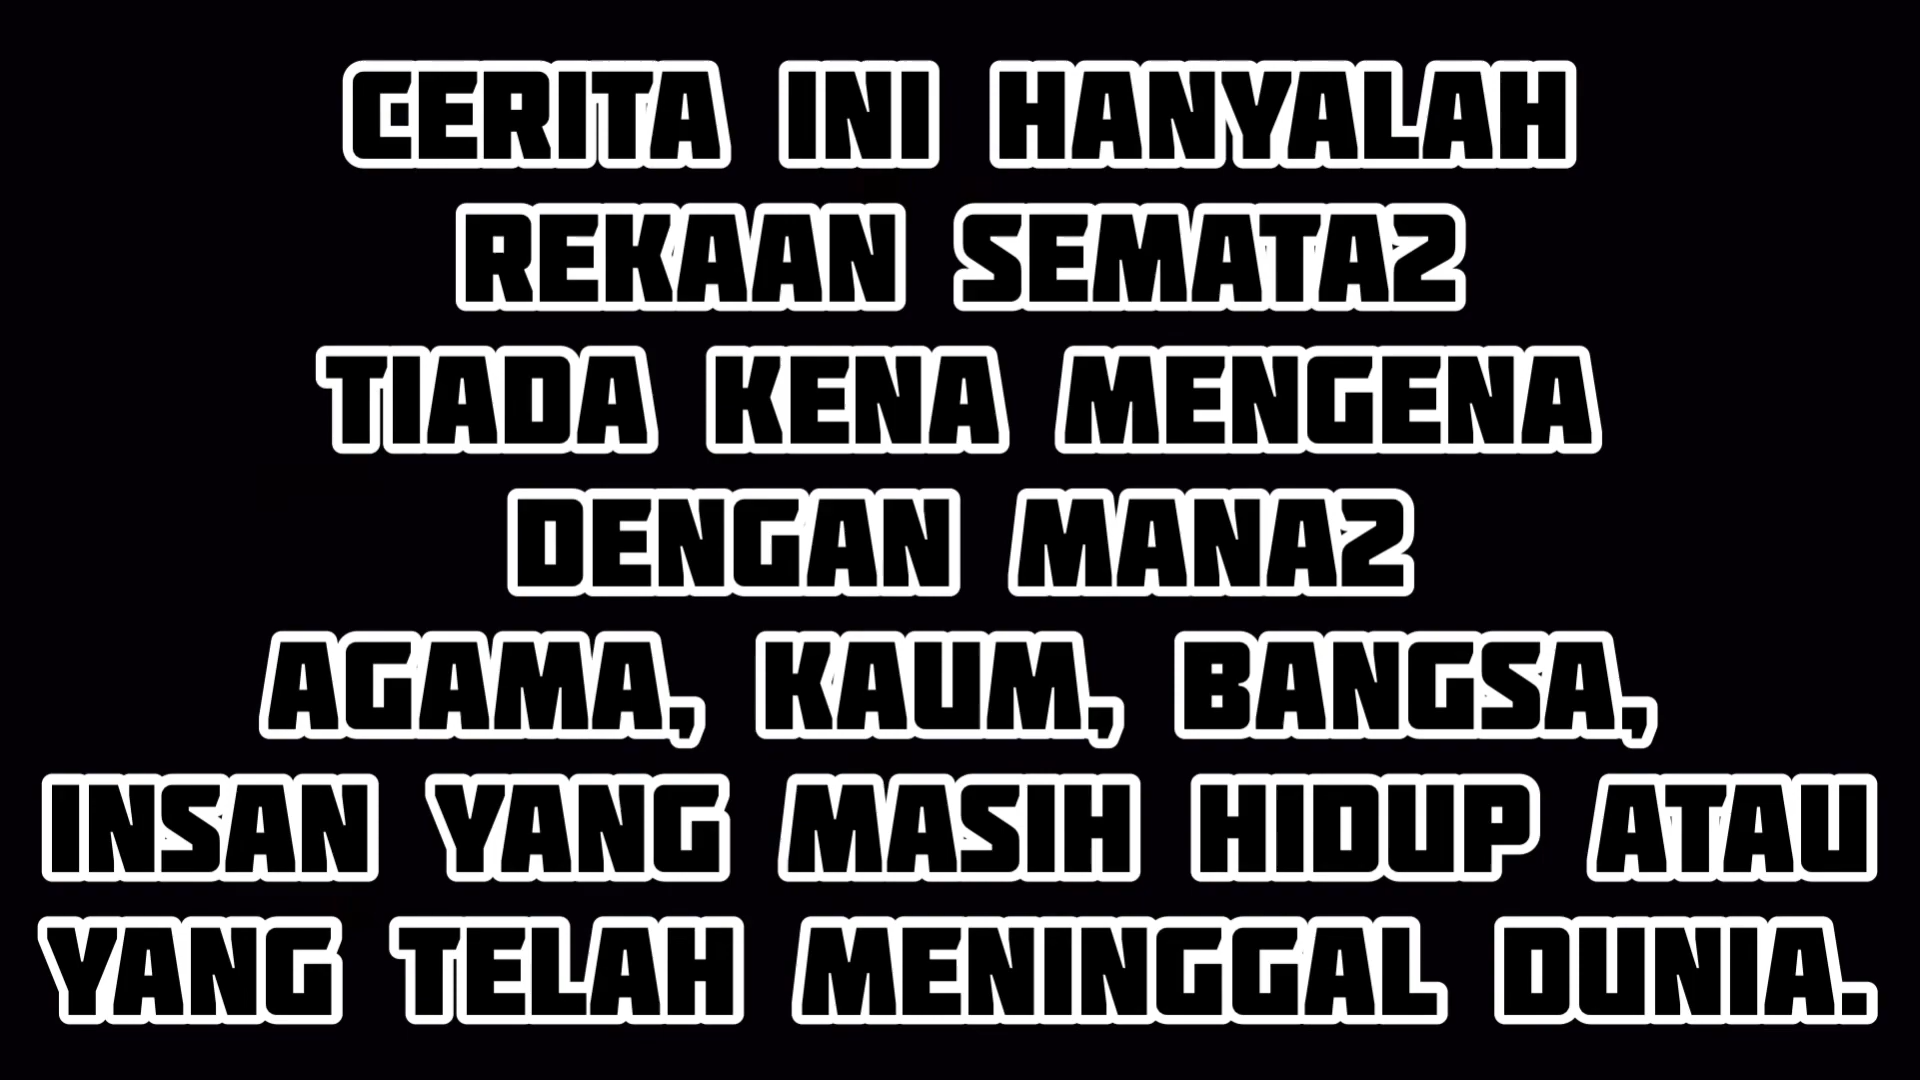 CERITA INI HANYALAH
REKAAN SEMATA2
TIADA KENA MENGENA
DENGAN MANA2
AGAMA, KAUM, BANGSA,
INSAN YANG MASIH HIDUP ATAU
YANG TELAH MENINGGAL DUNIA.